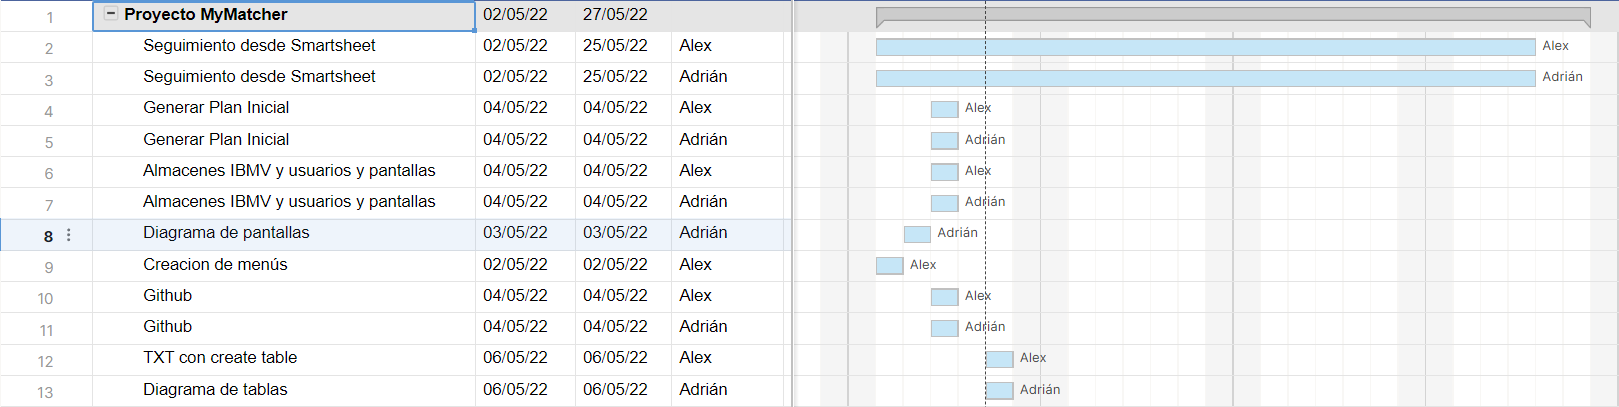 1 Proyecto MyMatcher 02/05/22 27/05/22
2 Seguimiento desde Smartsheet 02/05/22 25/05/22 Alex Alex
3 Seguimiento desde Smartsheet 02/05/22 25/05/22 Adrián Adrián
4 Generar Plan Inicial 04/05/22 04/05/22 Alex Alex
5 Generar Plan Inicial 04/05/22 04/05/22 Adrián Adrián
6 Almacenes IBMV y usuarios y pantallas 04/05/22 04/05/22 Alex Alex
7 Almacenes IBMV y usuarios y pantallas 04/05/22 04/05/22 Adrián Adrián
8 Diagrama de pantallas 03/05/22 03/05/22 Adrián Adrián
9 Creacion de menús 02/05/22 02/05/22 Alex Alex
10 Github 04/05/22 04/05/22 Alex Alex
11 Github 04/05/22 04/05/22 Adrián Adrián
12 TXT con create table 06/05/22 06/05/22 Alex Alex
13 Diagrama de tablas 06/05/22 06/05/22 Adrián Adrián